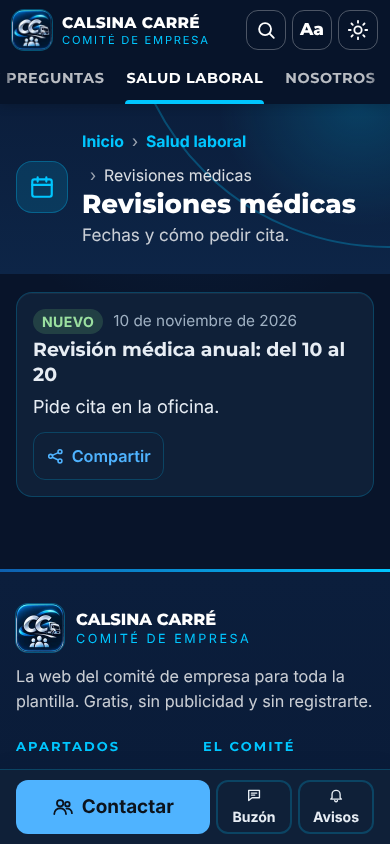 CALSINA CARRÉ
COMITÉ DE EMPRESA
Aa
PREGUNTAS
SALUD LABORAL
NOSOTROS
Inicio › Salud laboral
› Revisiones médicas
Revisiones médicas
Fechas y cómo pedir cita.
NUEVO 10 de noviembre de 2026
Revisión médica anual: del 10 al
20
Pide cita en la oficina.
Compartir
CALSINA CARRÉ
COMITÉ DE EMPRESA
La web del comité de empresa para toda la
plantilla. Gratis, sin publicidad y sin registrarte.
APARTADOS
EL COMITÉ
Contactar
Buzón
Avisos